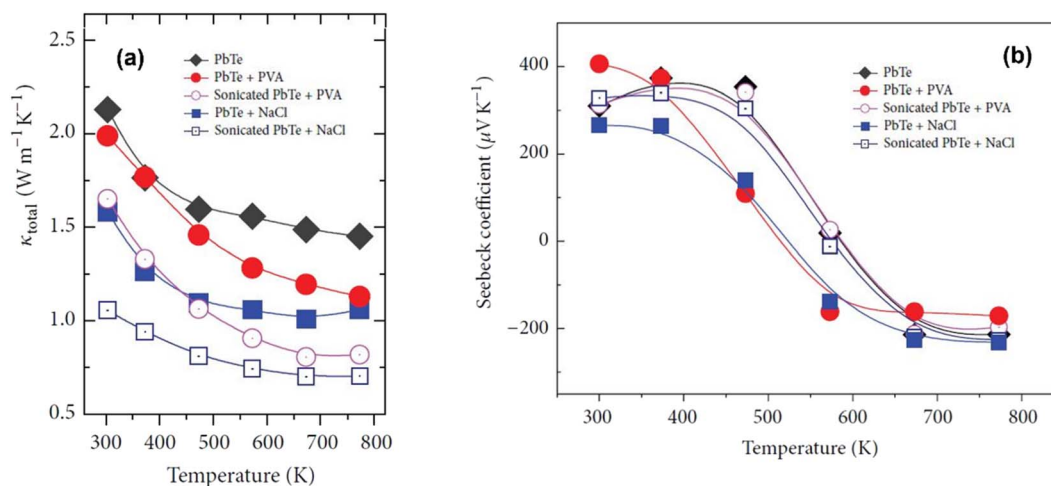 (a)
PbTe
PbTe + PVA
Sonicated PbTe + PVA
PbTe + NaCl
Sonicated PbTe + NaCl
κtotal (W m⁻¹K⁻¹)
2.5
2.0
1.5
1.0
0.5
300 400 500 600 700 800
Temperature (K)
(b)
PbTe
PbTe + PVA
Sonicated PbTe + PVA
PbTe + NaCl
Sonicated PbTe + NaCl
Seebeck coefficient (μV K⁻¹)
400
200
0
−200
300 400 500 600 700 800
Temperature (K)